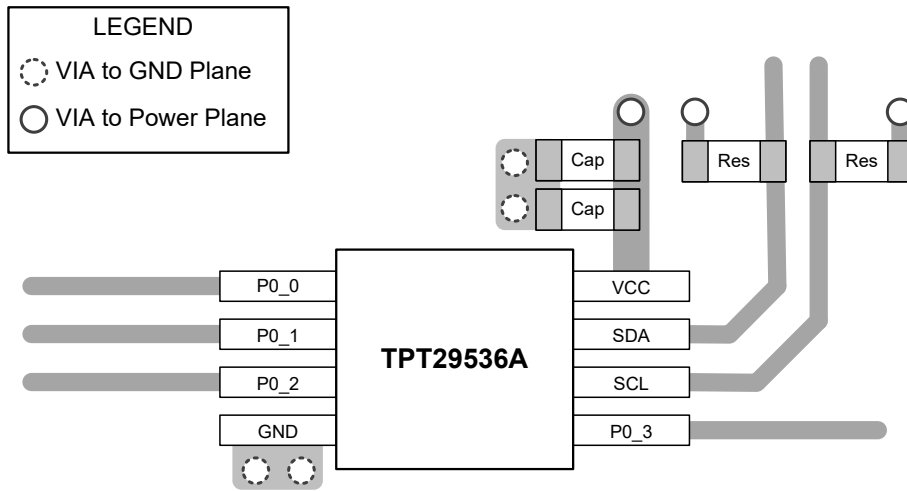 LEGEND
VIA to GND Plane
VIA to Power Plane
Cap
Res
Res
Cap
P0_0
VCC
P0_1
SDA
TPT29536A
P0_2
SCL
GND
P0_3